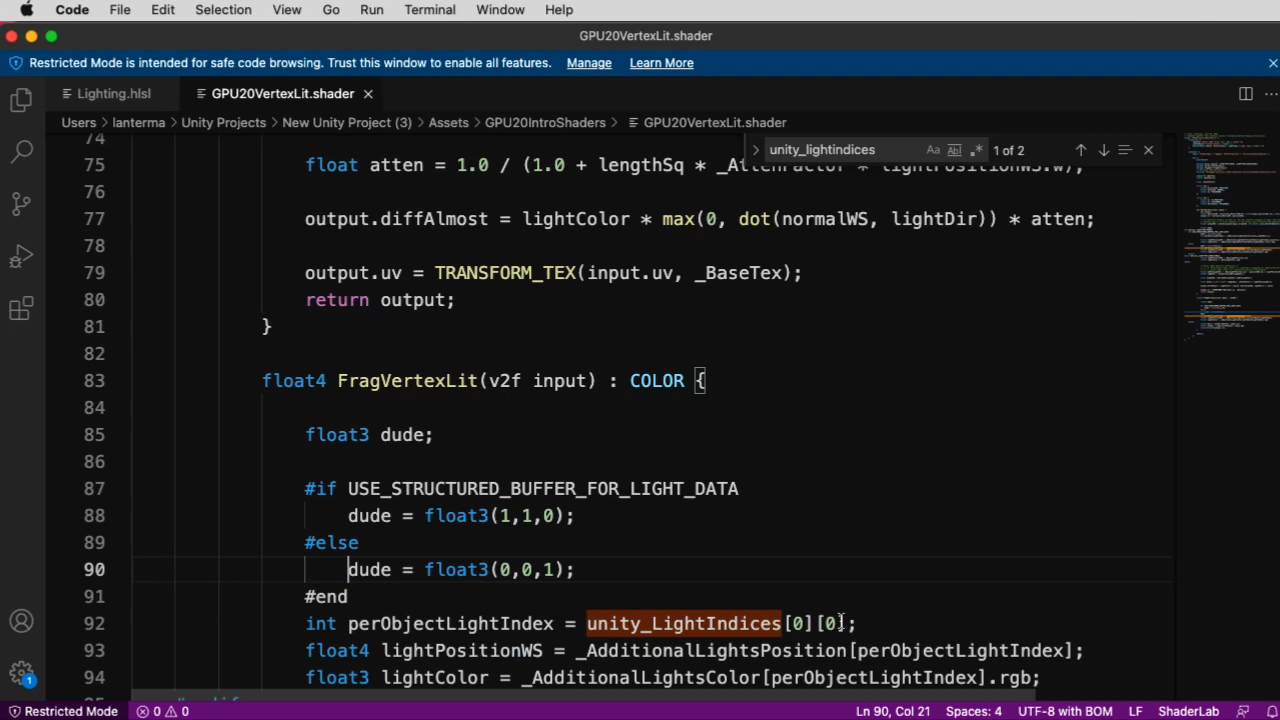 Code File Edit Selection View Go Run Terminal Window Help
GPU20VertexLit.shader
Restricted Mode is intended for safe code browsing. Trust this window to enable all features. Manage Learn More
Lighting.hlsl GPU20VertexLit.shader
Users > lanterma > Unity Projects > New Unity Project (3) > Assets > GPU20IntroShaders > GPU20VertexLit.shader
unity_lightindices Aa ab .* 1 of 2
74
75 float atten = 1.0 / (1.0 + lengthSq * _Atten lightPositionWS.w);
76
77 output.diffAlmost = lightColor * max(0, dot(normalWS, lightDir)) * atten;
78
79 output.uv = TRANSFORM_TEX(input.uv, _BaseTex);
80 return output;
81 }
82
83 float4 FragVertexLit(v2f input) : COLOR {
84
85 float3 dude;
86
87 #if USE_STRUCTURED_BUFFER_FOR_LIGHT_DATA
88 dude = float3(1,1,0);
89 #else
90 dude = float3(0,0,1);
91 #end
92 int perObjectLightIndex = unity_LightIndices[0][0];
93 float4 lightPositionWS = _AdditionalLightsPosition[perObjectLightIndex];
94 float3 lightColor = _AdditionalLightsColor[perObjectLightIndex].rgb;
Restricted Mode 0 0 Ln 90, Col 21 Spaces: 4 UTF-8 with BOM LF ShaderLab